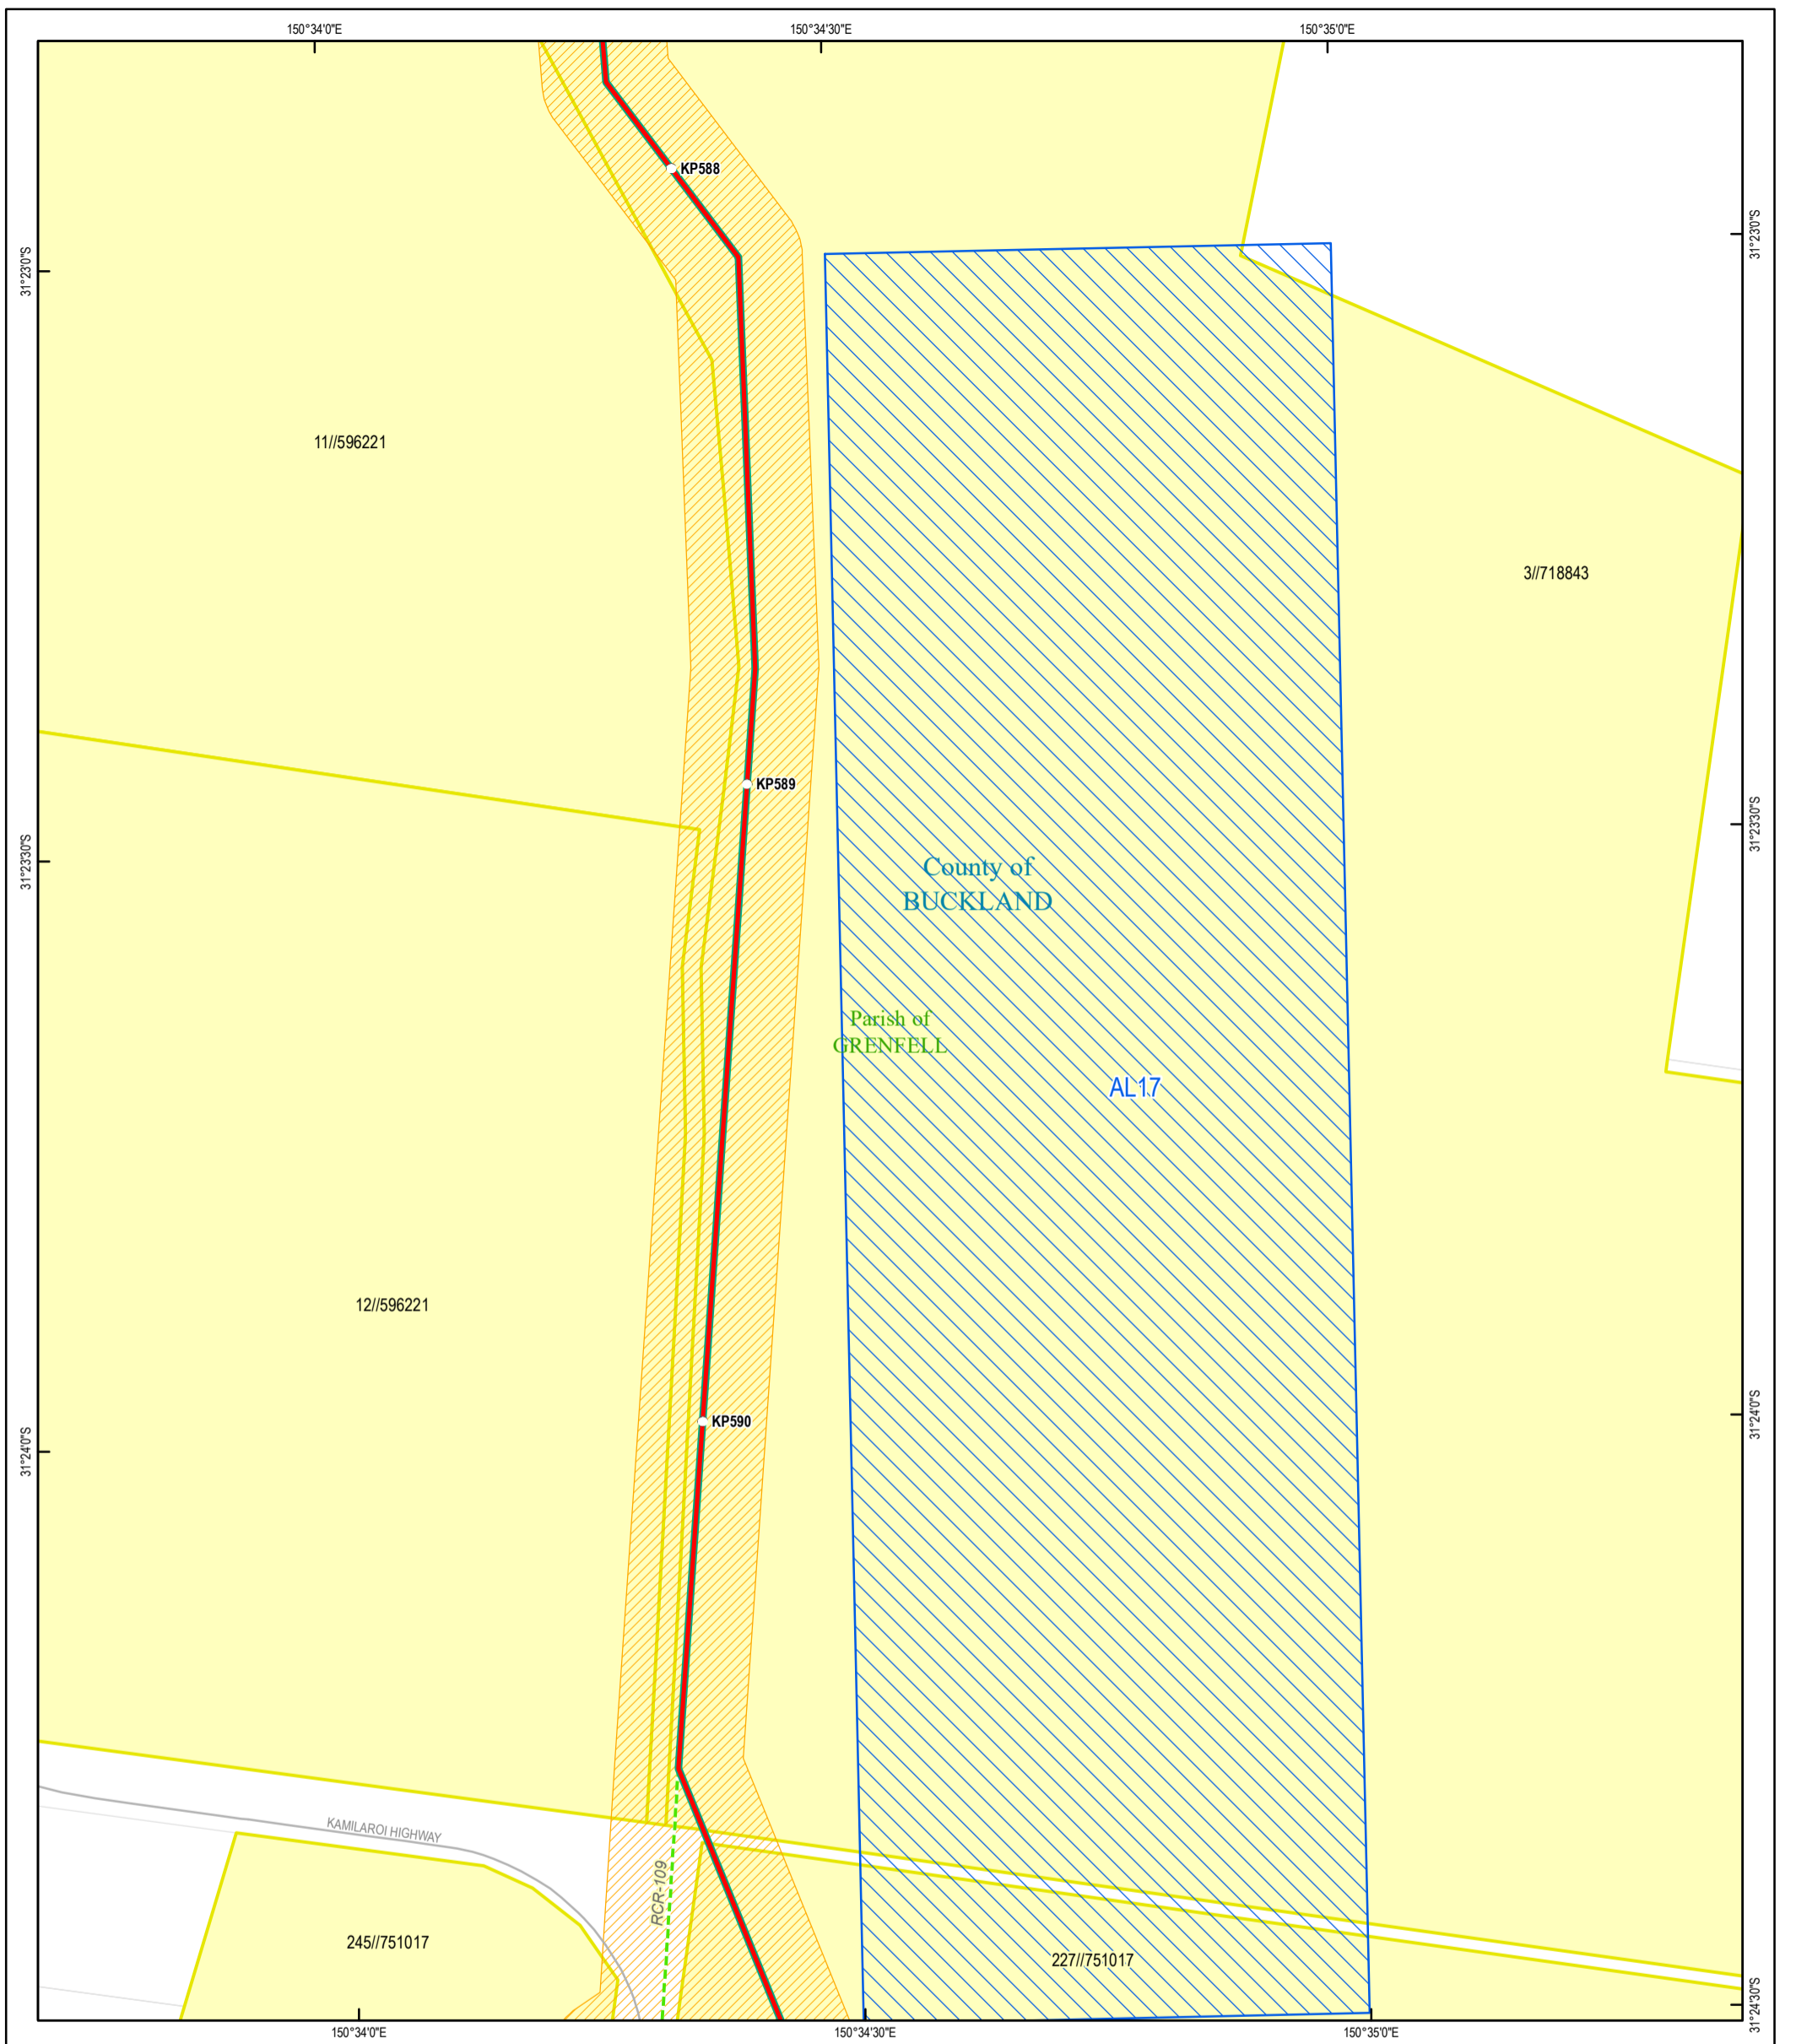 150°34'0"E
150°34'30"E
150°35'0"E
KP588
31°23'0"S
31°23'0"S
11//596221
3//718843
KP589
31°23'30"S
31°23'30"S
County of
BUCKLAND
Parish of
GRENFELL
AL17
12//596221
KP590
31°24'0"S
31°24'0"S
KAMILAROI HIGHWAY
RCR-109
245//751017
227//751017
31°24'30"S
150°34'0"E
150°34'30"E
150°35'0"E